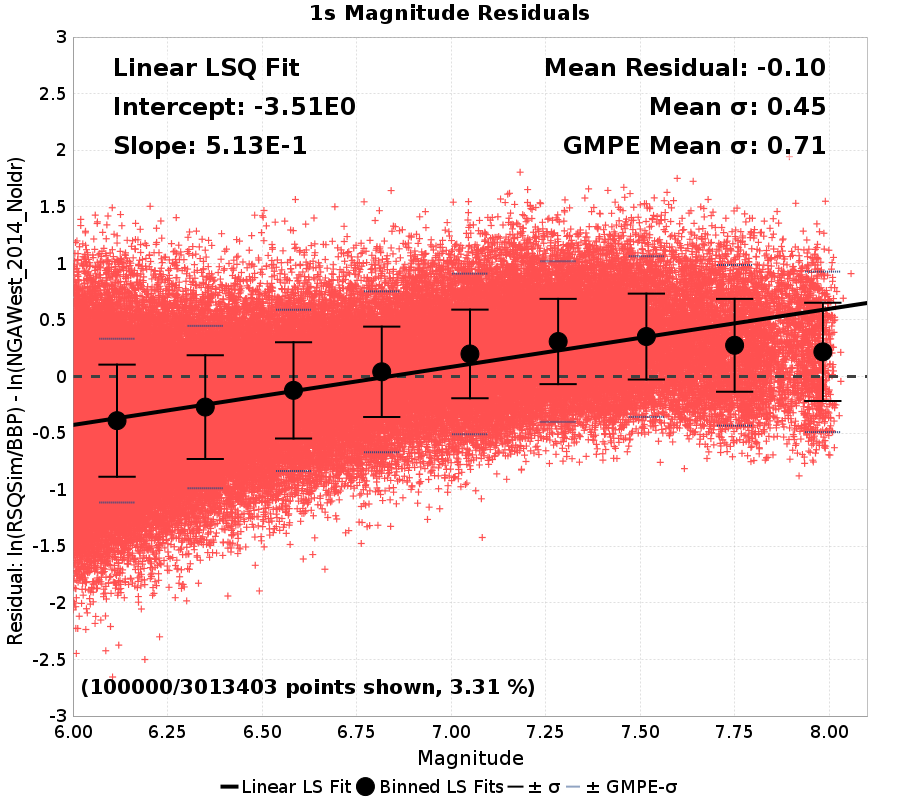 1s Magnitude Residuals
Linear LSQ Fit
Intercept: -3.51E0
Slope: 5.13E-1
Mean Residual: -0.10
Mean σ: 0.45
GMPE Mean σ: 0.71
Residual: ln(RSQSim/BBP) - ln(NGAWest_2014_NoIdr)
3
2.5
2
1.5
1
0.5
0
-0.5
-1
-1.5
-2
-2.5
-3
(100000/3013403 points shown, 3.31 %)
6.00 6.25 6.50 6.75 7.00 7.25 7.50 7.75 8.00
Magnitude
Linear LS Fit Binned LS Fits ± σ ± GMPE-σ